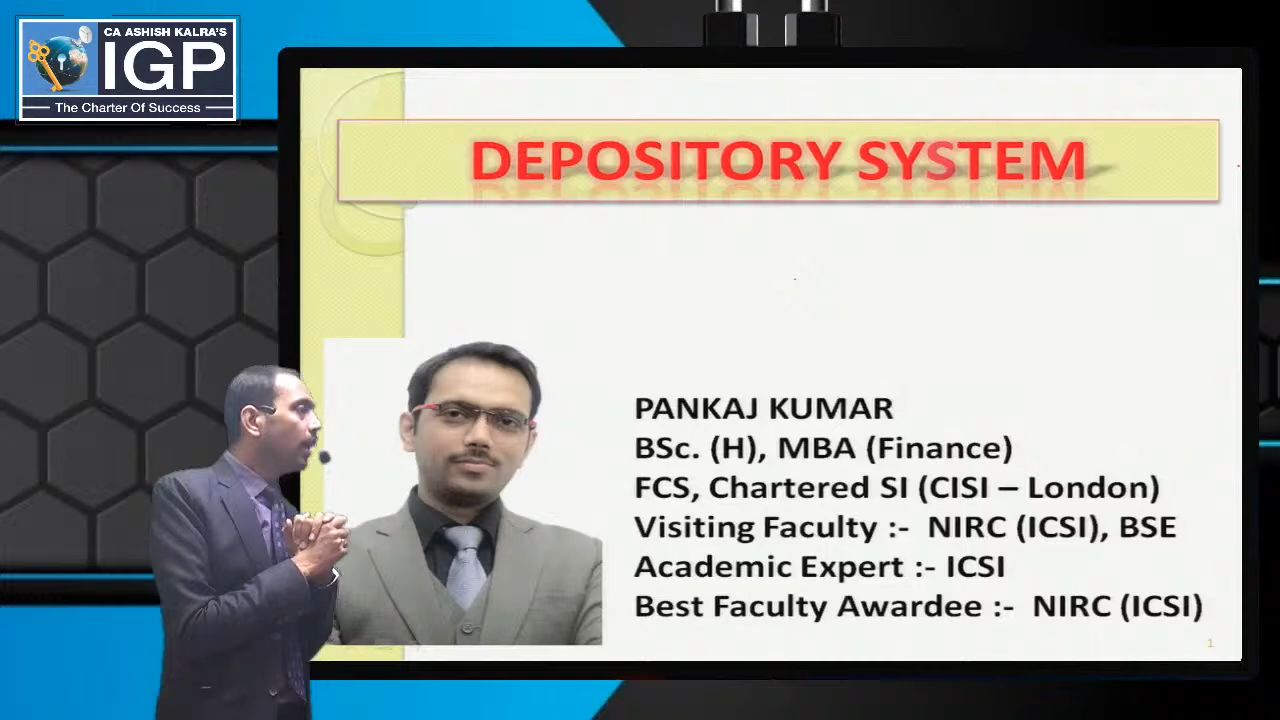 CA ASHISH KALRA'S
IGP
The Charter Of Success
DEPOSITORY SYSTEM
PANKAJ KUMAR
BSc. (H), MBA (Finance)
FCS, Chartered SI (CISI – London)
Visiting Faculty :- NIRC (ICSI), BSE
Academic Expert :- ICSI
Best Faculty Awardee :- NIRC (ICSI)
1